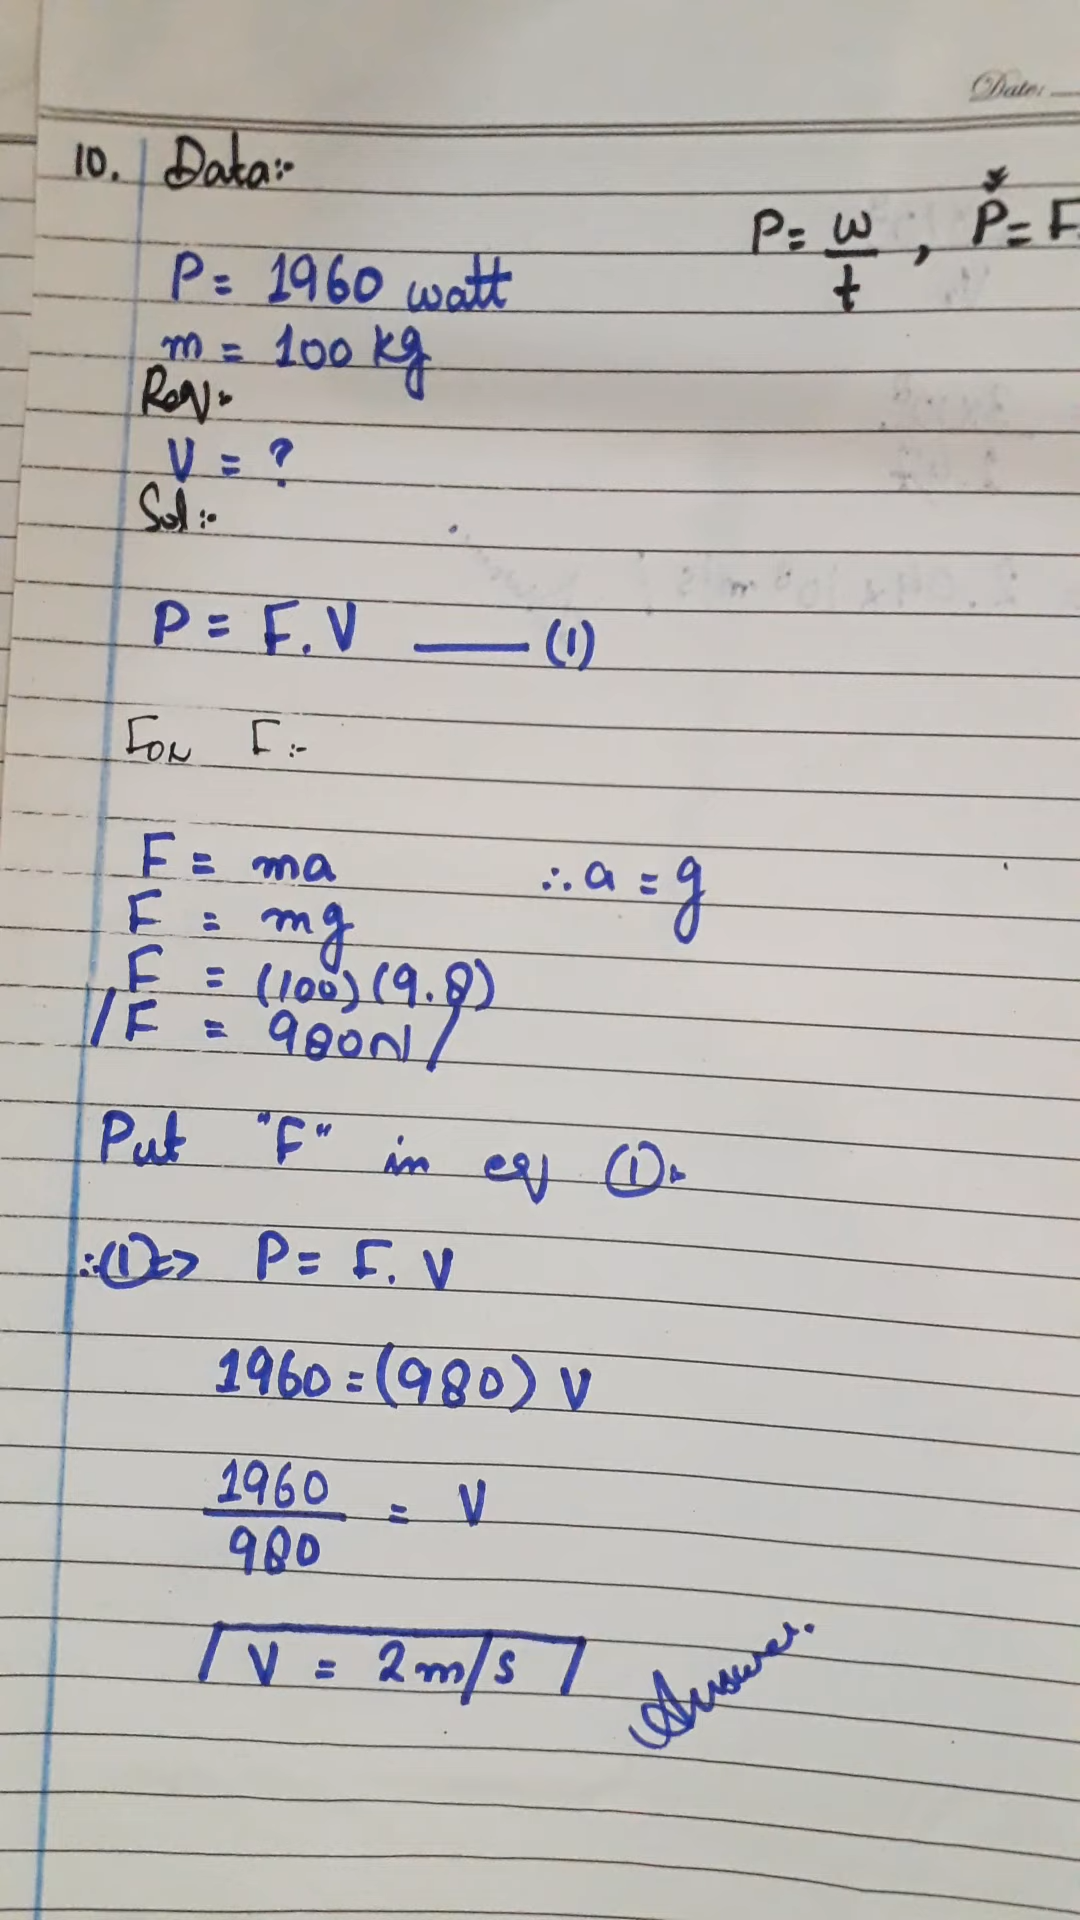 Date:
10. Data:-
P = W/t , P = F.
P = 1960 watt
m = 100 kg
Req:-
V = ?
Sol:-
P = F.V —— (1)
For F:-
F = ma ∴ a = g
F = mg
F = (100)(9.8)
F = 980N
Put "F" in eq (1):-
∴(1)=> P = F.V
1960 = (980) V
1960/980 = V
V = 2 m/s
Answer.